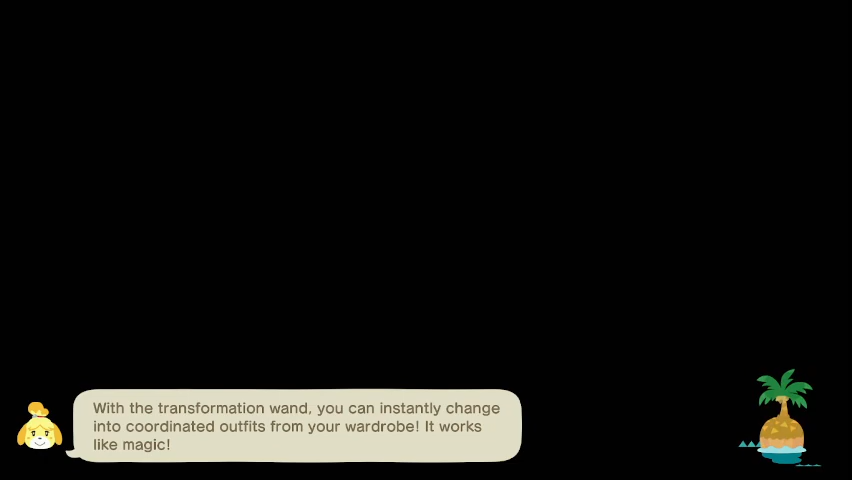 With the transformation wand, you can instantly change
into coordinated outfits from your wardrobe! It works
like magic!